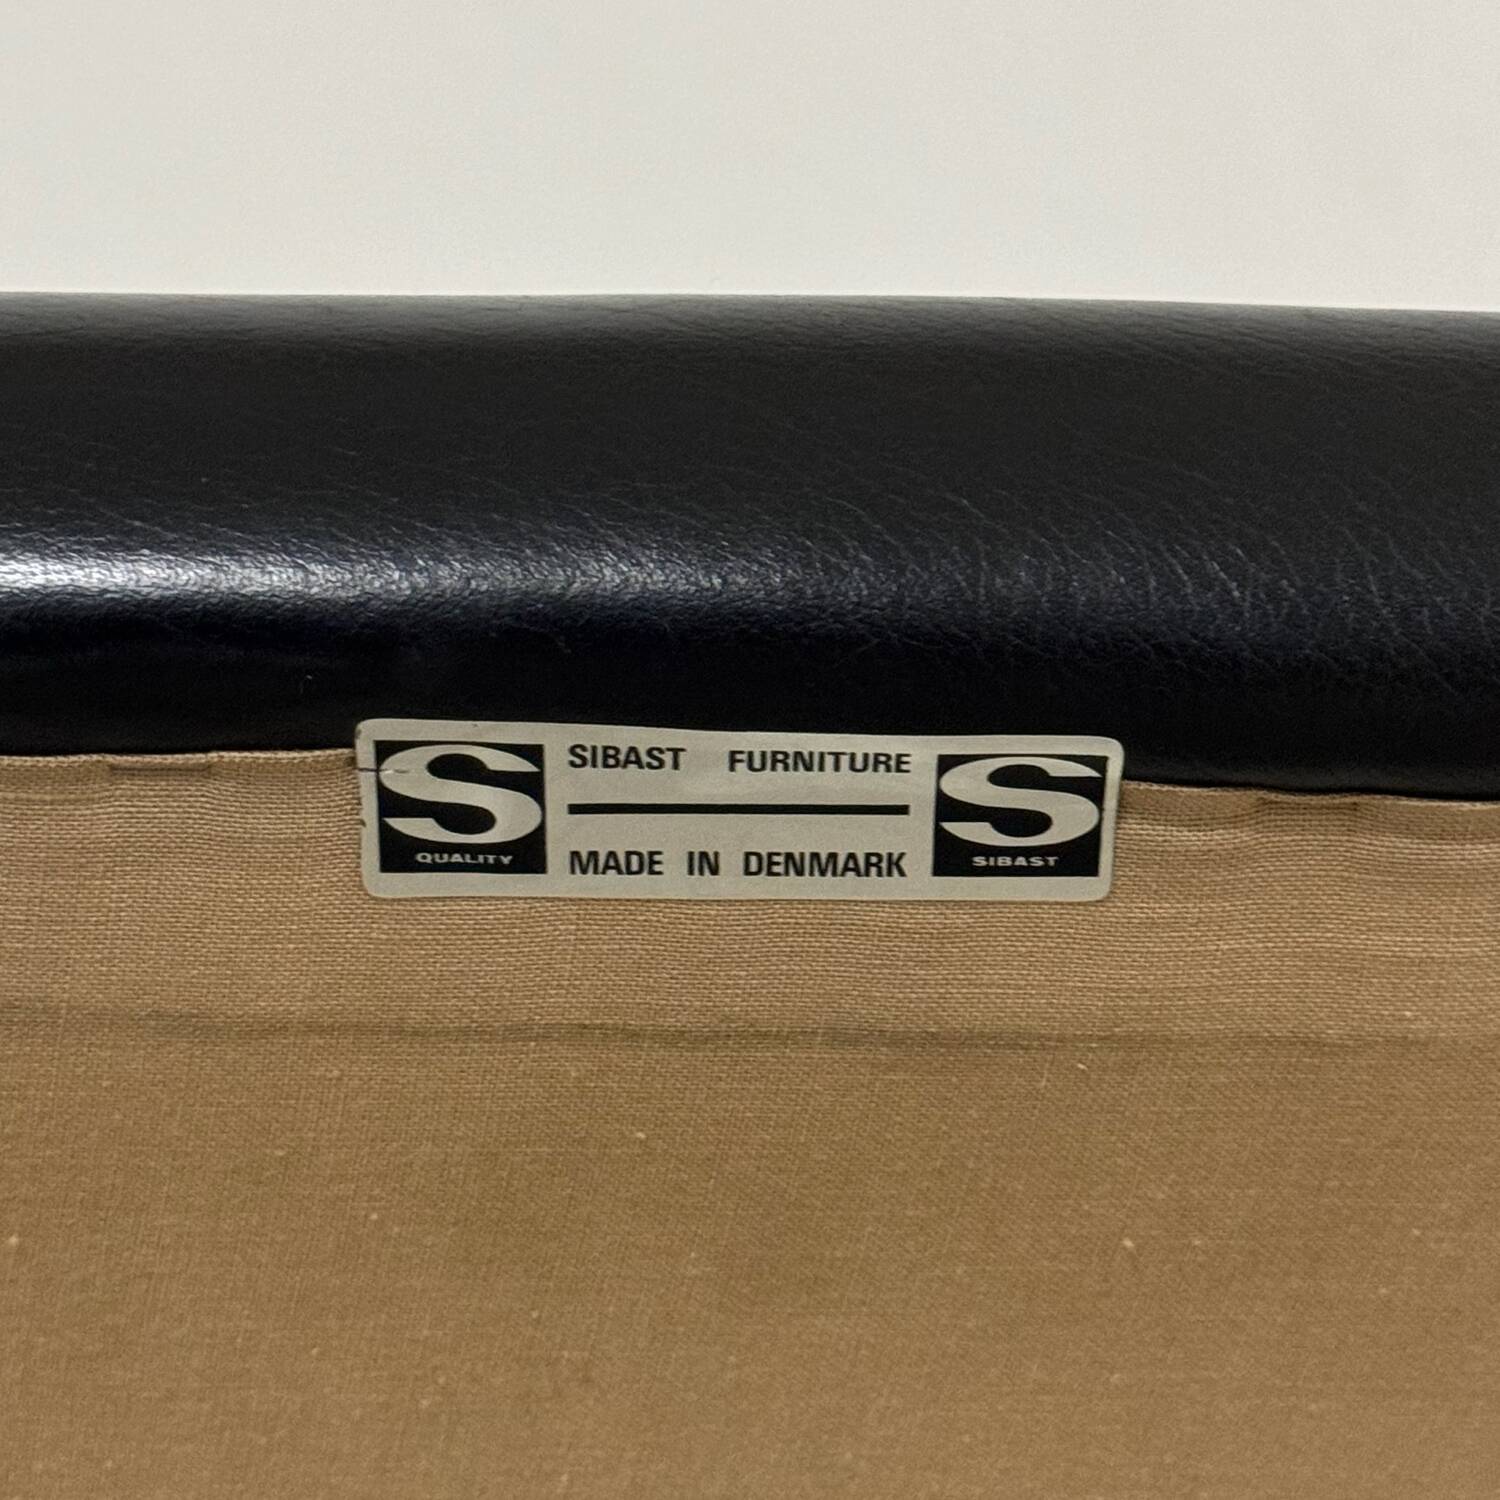 S
QUALITY
SIBAST FURNITURE
MADE IN DENMARK
S
SIBAST